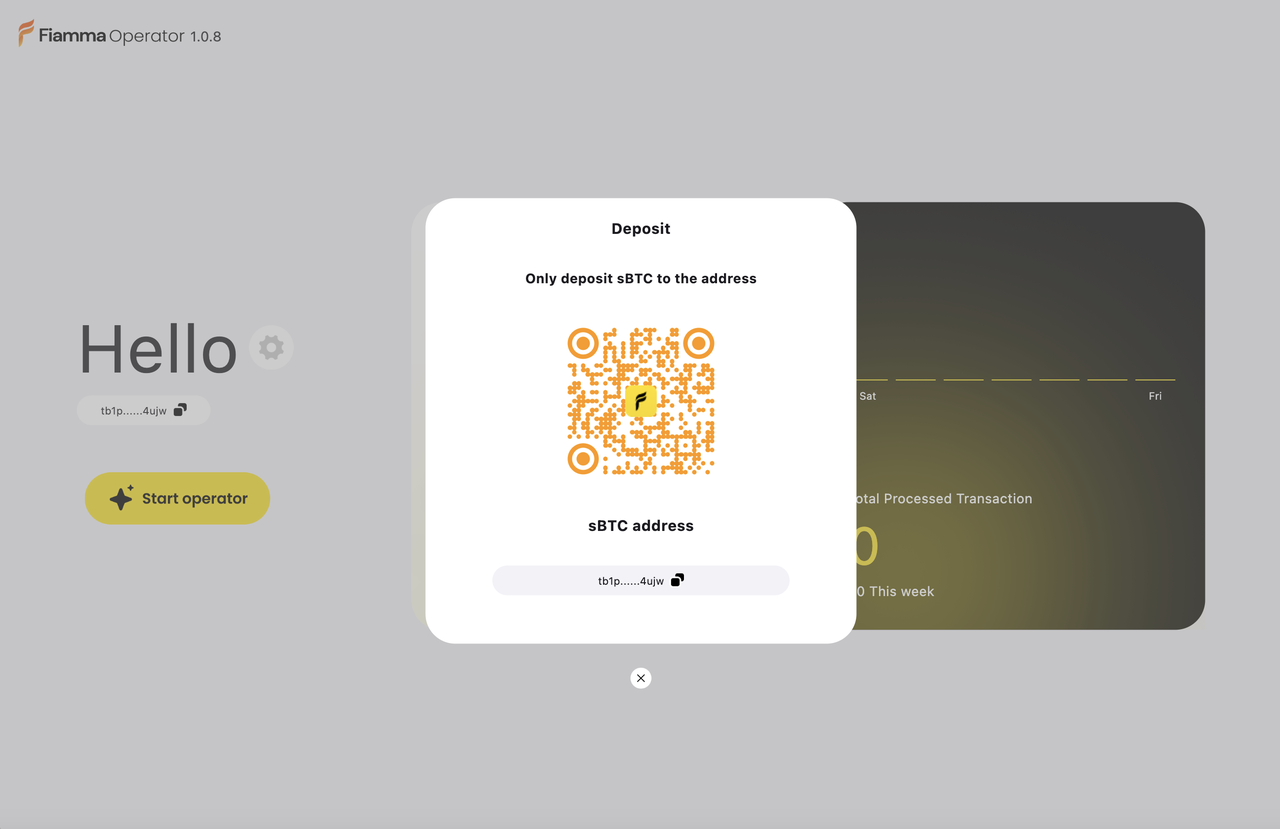 Fiamma Operator 1.0.8
Hello
tb1p......4ujw
Start operator
Deposit
Only deposit sBTC to the address
sBTC address
tb1p......4ujw
Sat
Fri
otal Processed Transaction
0
0 This week